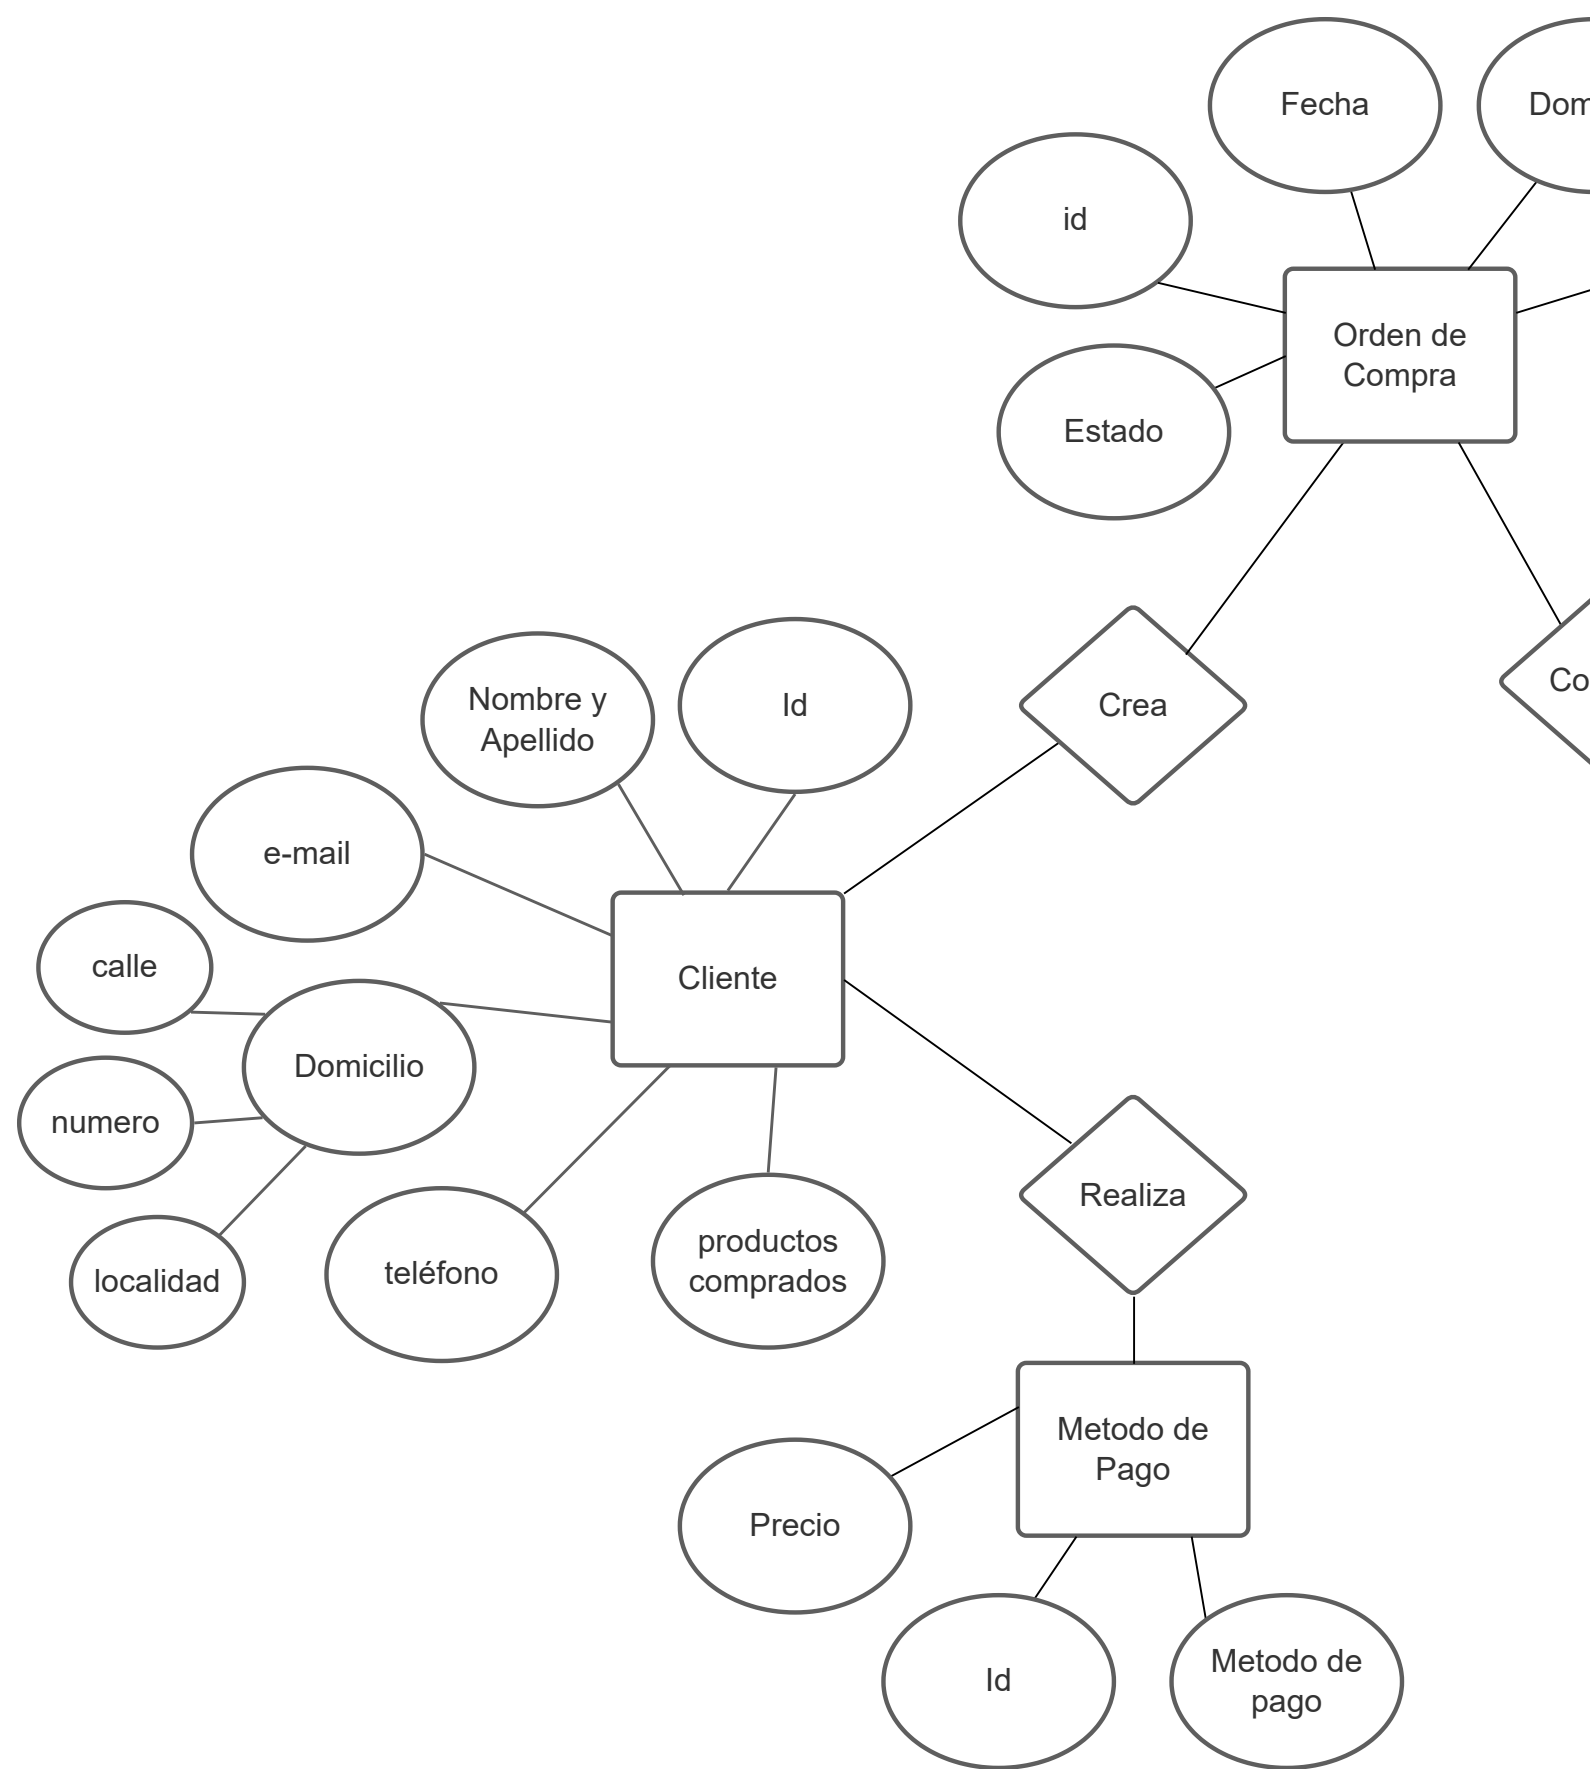 Fecha
Dom
id
Orden de
Compra
Estado
Nombre y
Apellido
Id
Crea
Co
e-mail
calle
Cliente
Domicilio
numero
Realiza
productos
comprados
teléfono
localidad
Metodo de
Pago
Precio
Id
Metodo de
pago